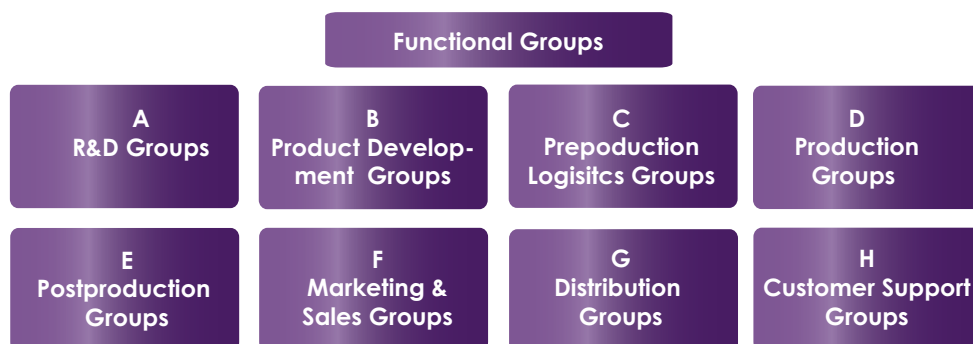 Functional Groups
A
R&D Groups
B
Product Develop-
ment Groups
C
Prepoduction
Logisitcs Groups
D
Production
Groups
E
Postproduction
Groups
F
Marketing &
Sales Groups
G
Distribution
Groups
H
Customer Support
Groups